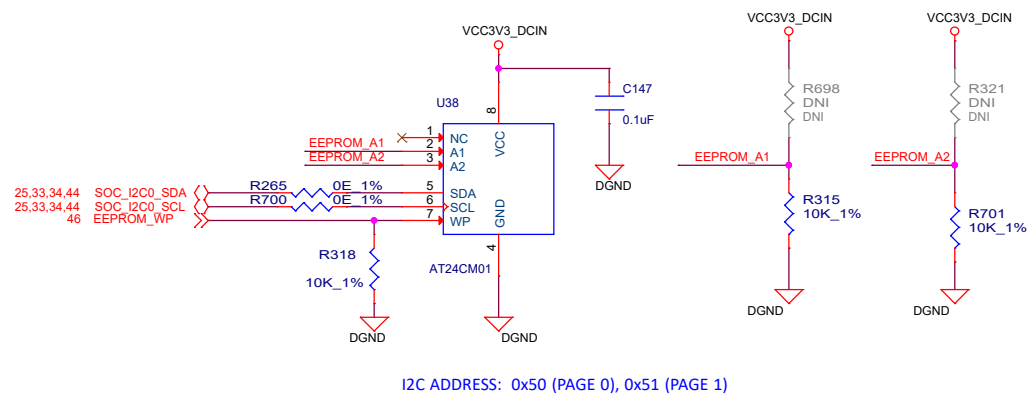 VCC3V3_DCIN
VCC3V3_DCIN
VCC3V3_DCIN
C147
0.1uF
DGND
U38
8
VCC
1
NC
EEPROM_A1
2
A1
EEPROM_A2
3
A2
25,33,34,44 SOC_I2C0_SDA
R265
0E_1%
5
SDA
25,33,34,44 SOC_I2C0_SCL
R700
0E_1%
6
SCL
46 EEPROM_WP
7
WP
GND
4
AT24CM01
R318
10K_1%
DGND
DGND
R698
DNI
DNI
EEPROM_A1
R315
10K_1%
DGND
R321
DNI
DNI
EEPROM_A2
R701
10K_1%
DGND
I2C ADDRESS: 0x50 (PAGE 0), 0x51 (PAGE 1)